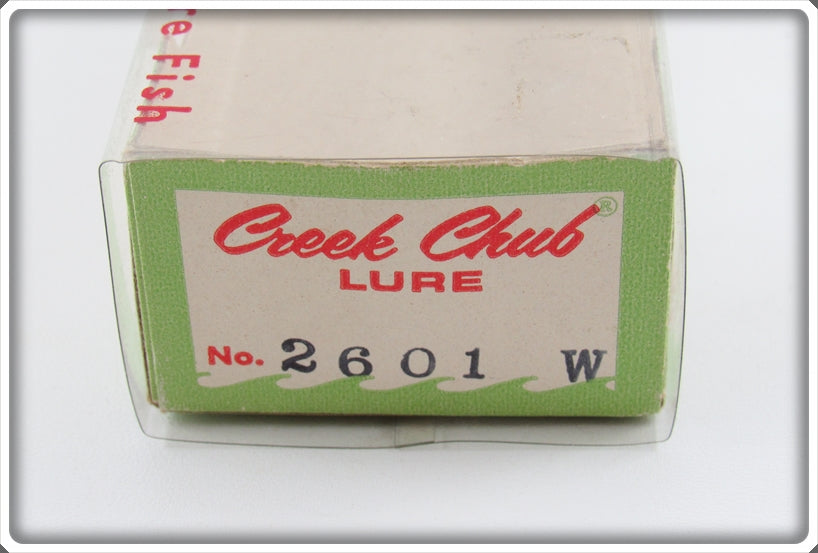 Fish
Creek Chub®
LURE
No. 2601 W